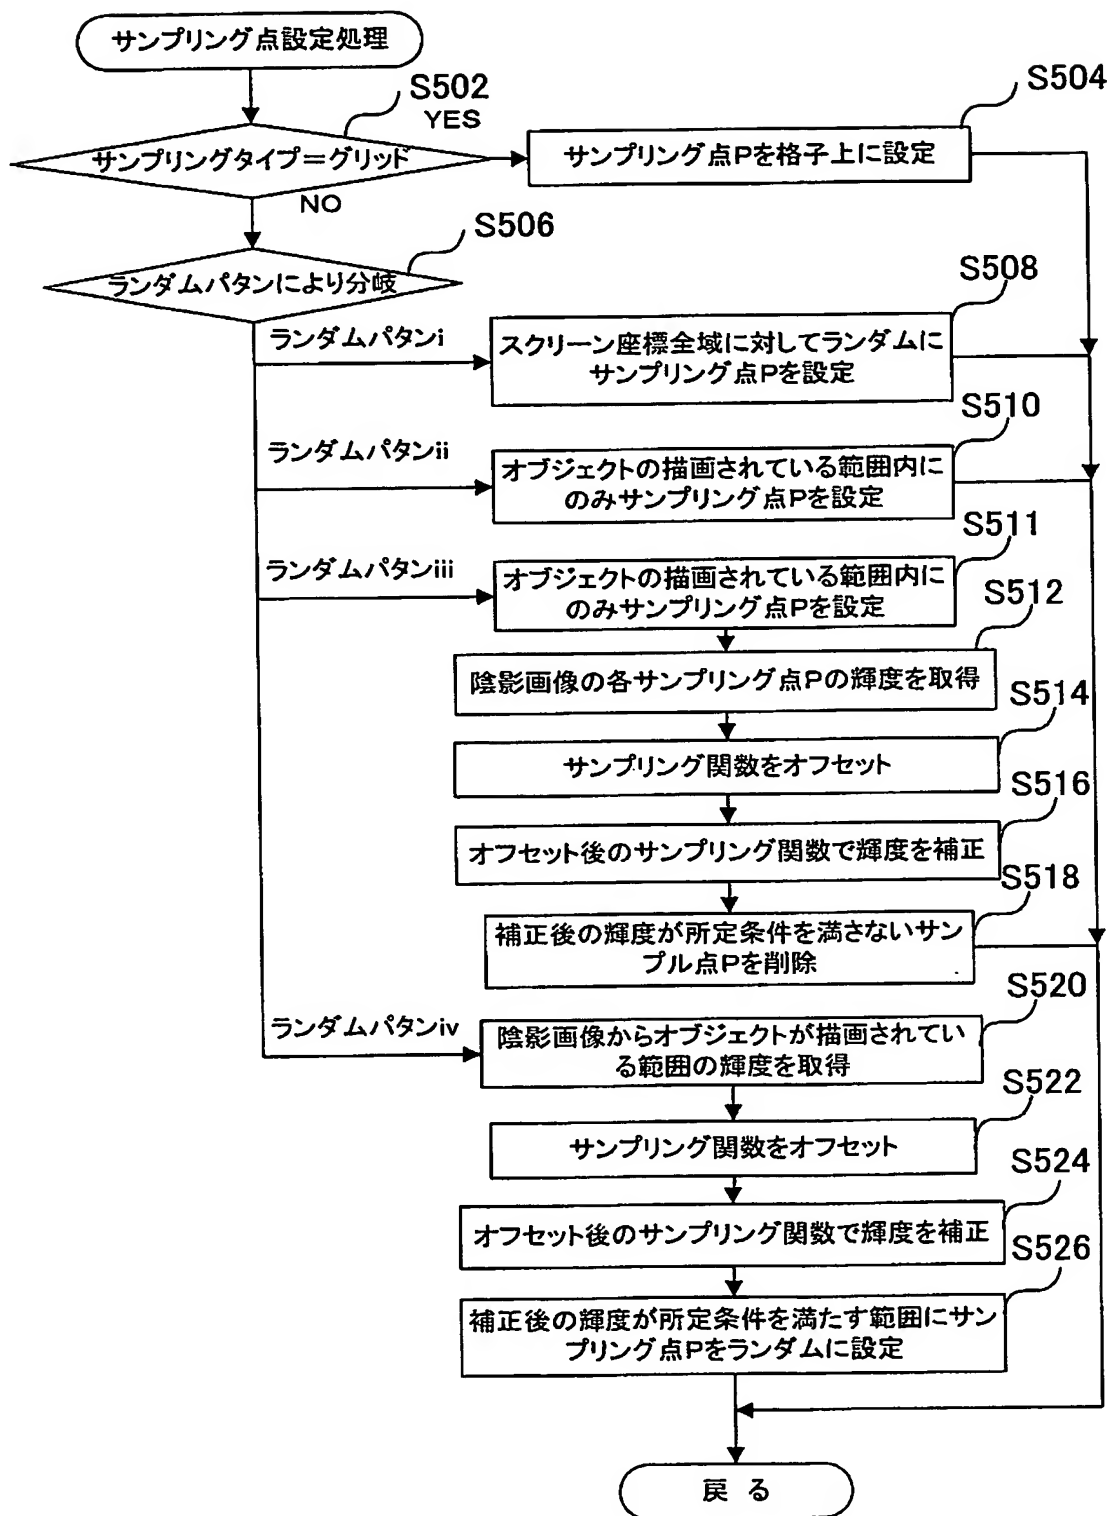 サンプリング点設定処理
S502
YES
S504
サンプリングタイプ=グリッド
サンプリング点Pを格子上に設定
NO
S506
ランダムパタンにより分岐
S508
ランダムパタンi
スクリーン座標全域に対してランダムに
サンプリング点Pを設定
S510
ランダムパタンii
オブジェクトの描画されている範囲内に
のみサンプリング点Pを設定
S511
ランダムパタンiii
オブジェクトの描画されている範囲内に
のみサンプリング点Pを設定
S512
陰影画像の各サンプリング点Pの輝度を取得
S514
サンプリング関数をオフセット
S516
オフセット後のサンプリング関数で輝度を補正
S518
補正後の輝度が所定条件を満さないサン
プル点Pを削除
S520
ランダムパタンiv
陰影画像からオブジェクトが描画されてい
る範囲の輝度を取得
S522
サンプリング関数をオフセット
S524
オフセット後のサンプリング関数で輝度を補正
S526
補正後の輝度が所定条件を満たす範囲にサン
プリング点Pをランダムに設定
戻 る